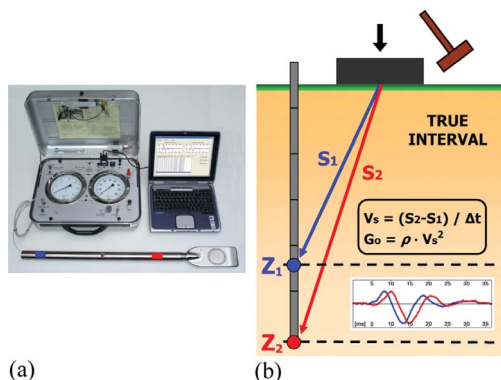 TRUE
INTERVAL
S₁
S₂
Vs = (S₂-S₁) / Δt
Go = ρ · Vs²
Z₁
5 10 15 20 25 30 35
[ms] 5 10 15 20 25 30 35
Z₂
(a)
(b)